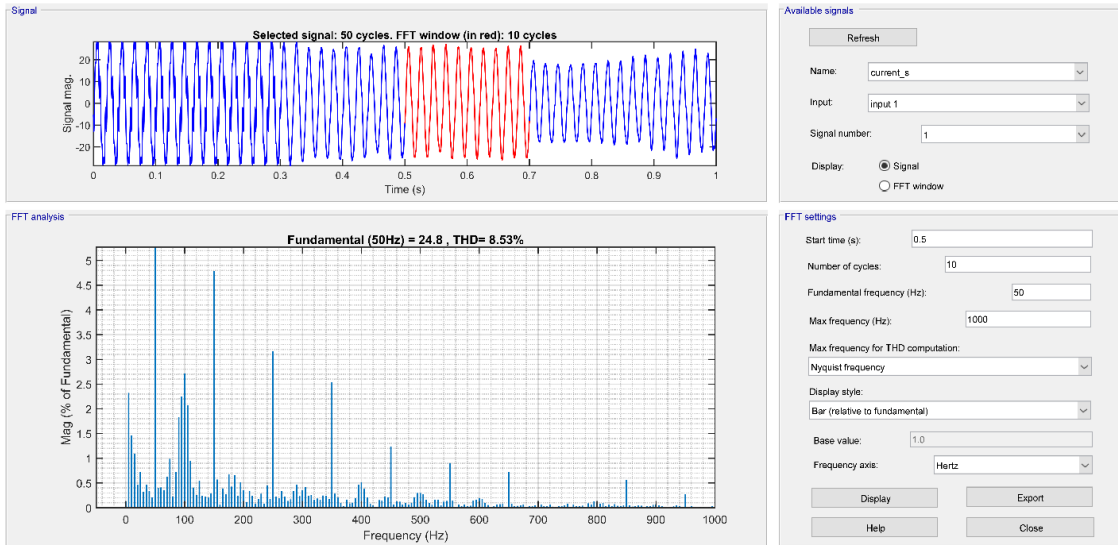 Signal
Selected signal: 50 cycles. FFT window (in red): 10 cycles
Signal mag.
20
10
0
-10
-20
0 0.1 0.2 0.3 0.4 0.5 0.6 0.7 0.8 0.9 1
Time (s)
FFT analysis
Fundamental (50Hz) = 24.8 , THD= 8.53%
Mag (% of Fundamental)
5
4.5
4
3.5
3
2.5
2
1.5
1
0.5
0
0 100 200 300 400 500 600 700 800 900 1000
Frequency (Hz)
Available signals
Refresh
Name: current_s
Input: input 1
Signal number: 1
Display: Signal
FFT window
FFT settings
Start time (s): 0.5
Number of cycles: 10
Fundamental frequency (Hz): 50
Max frequency (Hz): 1000
Max frequency for THD computation:
Nyquist frequency
Display style:
Bar (relative to fundamental)
Base value: 1.0
Frequency axis: Hertz
Display Export
Help Close